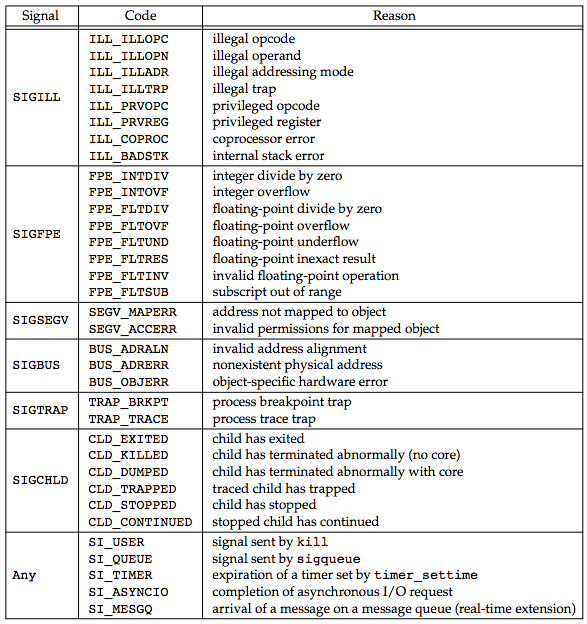 Signal Code Reason
SIGILL
ILL_ILLOPC illegal opcode
ILL_ILLOPN illegal operand
ILL_ILLADR illegal addressing mode
ILL_ILLTRP illegal trap
ILL_PRVOPC privileged opcode
ILL_PRVREG privileged register
ILL_COPROC coprocessor error
ILL_BADSTK internal stack error
SIGFPE
FPE_INTDIV integer divide by zero
FPE_INTOVF integer overflow
FPE_FLTDIV floating-point divide by zero
FPE_FLTOVF floating-point overflow
FPE_FLTUND floating-point underflow
FPE_FLTRES floating-point inexact result
FPE_FLTINV invalid floating-point operation
FPE_FLTSUB subscript out of range
SIGSEGV
SEGV_MAPERR address not mapped to object
SEGV_ACCERR invalid permissions for mapped object
SIGBUS
BUS_ADRALN invalid address alignment
BUS_ADRERR nonexistent physical address
BUS_OBJERR object-specific hardware error
SIGTRAP
TRAP_BRKPT process breakpoint trap
TRAP_TRACE process trace trap
SIGCHLD
CLD_EXITED child has exited
CLD_KILLED child has terminated abnormally (no core)
CLD_DUMPED child has terminated abnormally with core
CLD_TRAPPED traced child has trapped
CLD_STOPPED child has stopped
CLD_CONTINUED stopped child has continued
Any
SI_USER signal sent by kill
SI_QUEUE signal sent by sigqueue
SI_TIMER expiration of a timer set by timer_settime
SI_ASYNCIO completion of asynchronous I/O request
SI_MESGQ arrival of a message on a message queue (real-time extension)